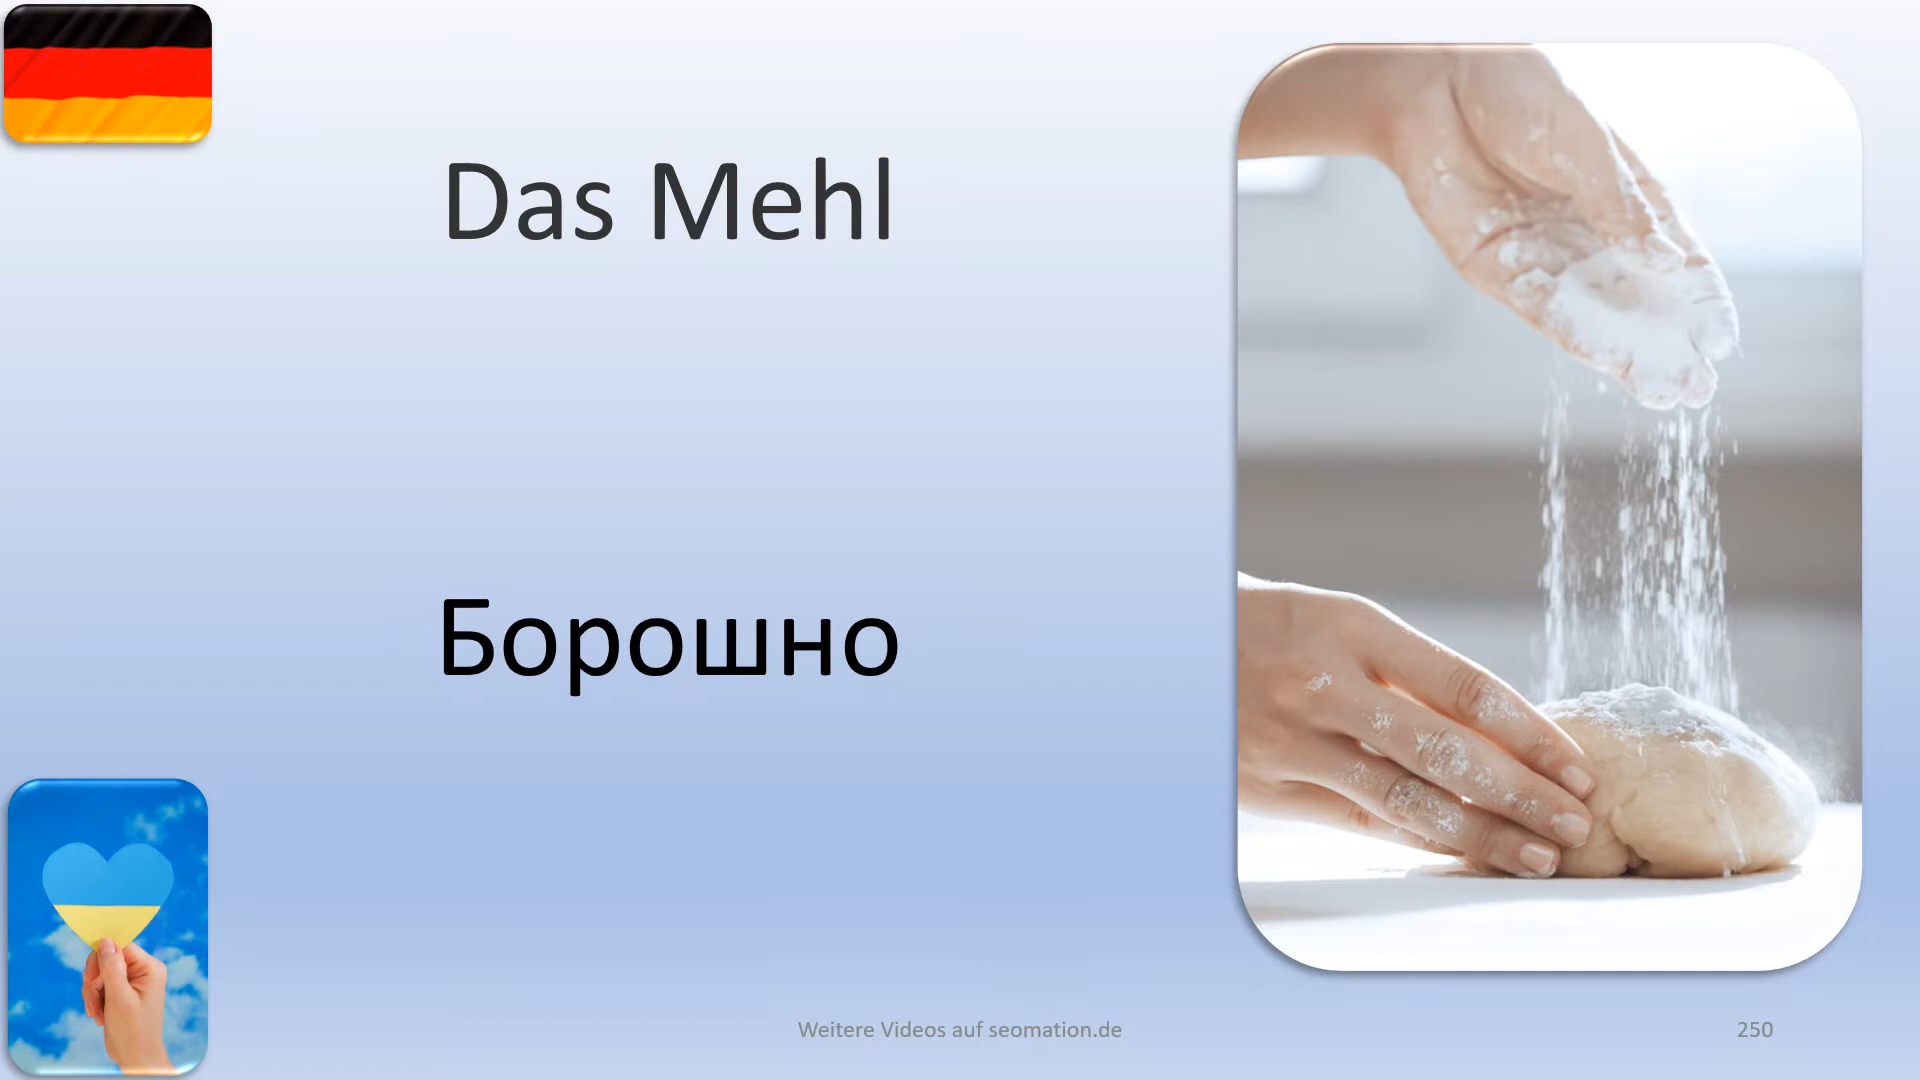 Das Mehl
Борошно
Weitere Videos auf seomation.de
250